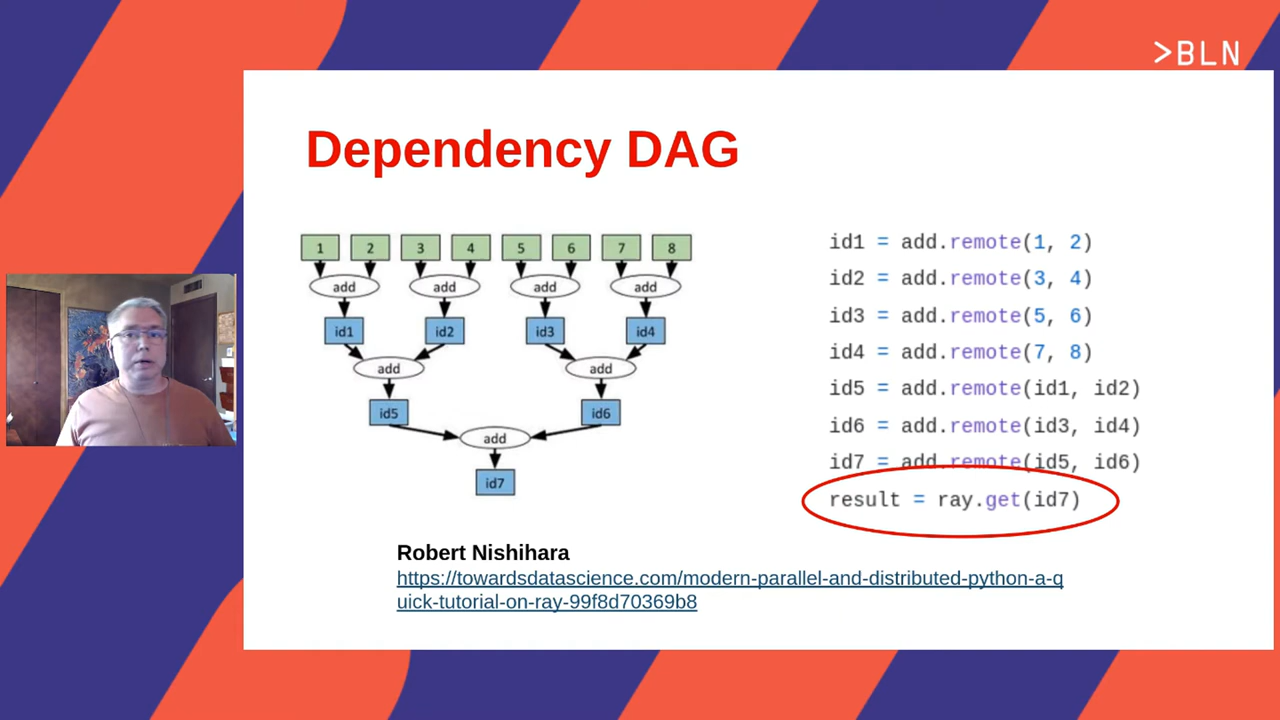 >BLN
Dependency DAG
1 2 3 4 5 6 7 8
add add add add
id1 id2 id3 id4
add add
id5 id6
add
id7
id1 = add.remote(1, 2)
id2 = add.remote(3, 4)
id3 = add.remote(5, 6)
id4 = add.remote(7, 8)
id5 = add.remote(id1, id2)
id6 = add.remote(id3, id4)
id7 = add.remote(id5, id6)
result = ray.get(id7)
Robert Nishihara
https://towardsdatascience.com/modern-parallel-and-distributed-python-a-q
uick-tutorial-on-ray-99f8d70369b8